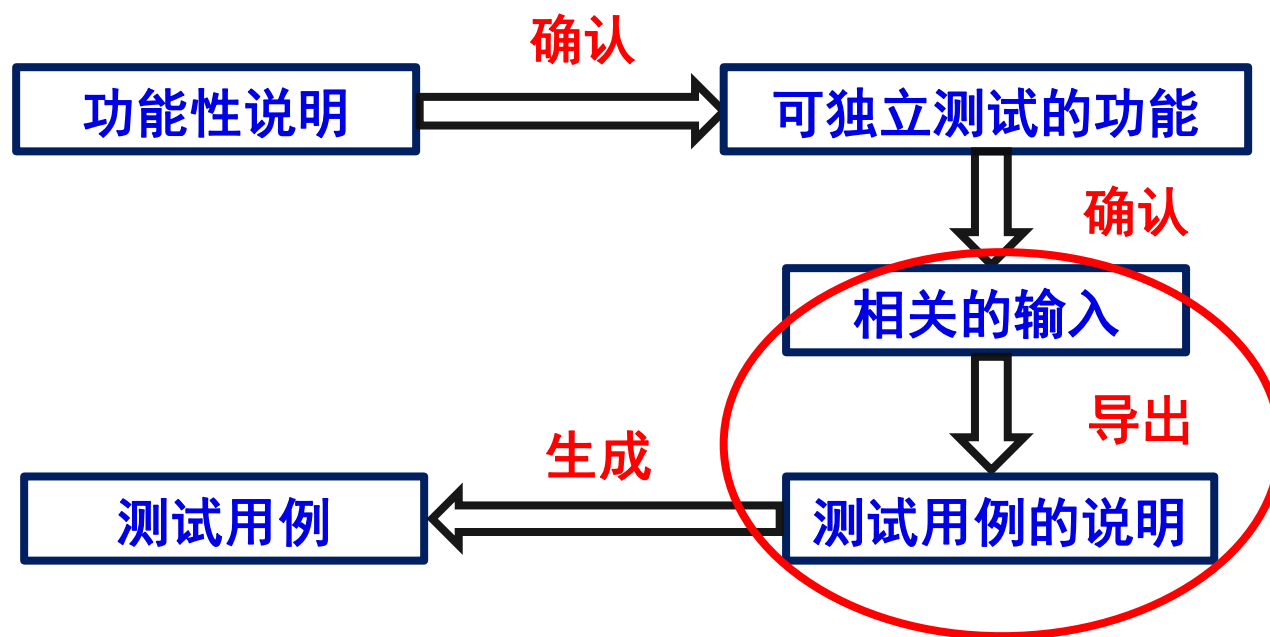 确认
功能性说明
可独立测试的功能
确认
相关的输入
导出
生成
测试用例
测试用例的说明